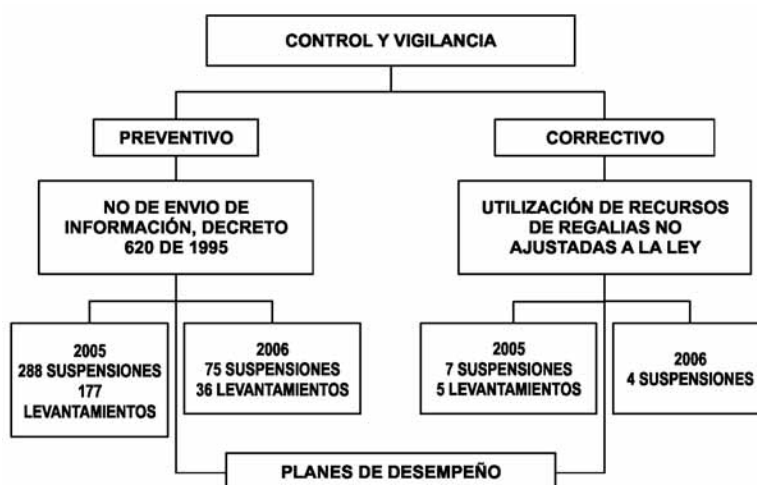 CONTROL Y VIGILANCIA
PREVENTIVO
CORRECTIVO
NO DE ENVIO DE
INFORMACIÓN, DECRETO
620 DE 1995
UTILIZACIÓN DE RECURSOS
DE REGALIAS NO
AJUSTADAS A LA LEY
2005
288 SUSPENSIONES
177
LEVANTAMIENTOS
2006
75 SUSPENSIONES
36 LEVANTAMIENTOS
2005
7 SUSPENSIONES
5 LEVANTAMIENTOS
2006
4 SUSPENSIONES
PLANES DE DESEMPEÑO